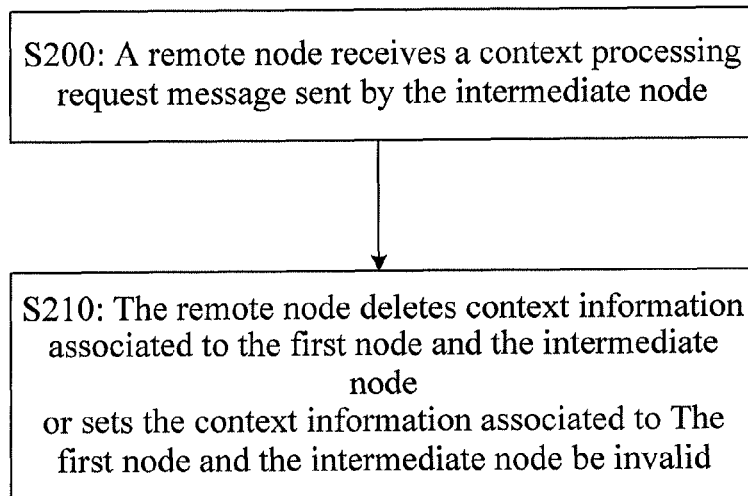 S200: A remote node receives a context processing
request message sent by the intermediate node
S210: The remote node deletes context information
associated to the first node and the intermediate
node
or sets the context information associated to The
first node and the intermediate node be invalid